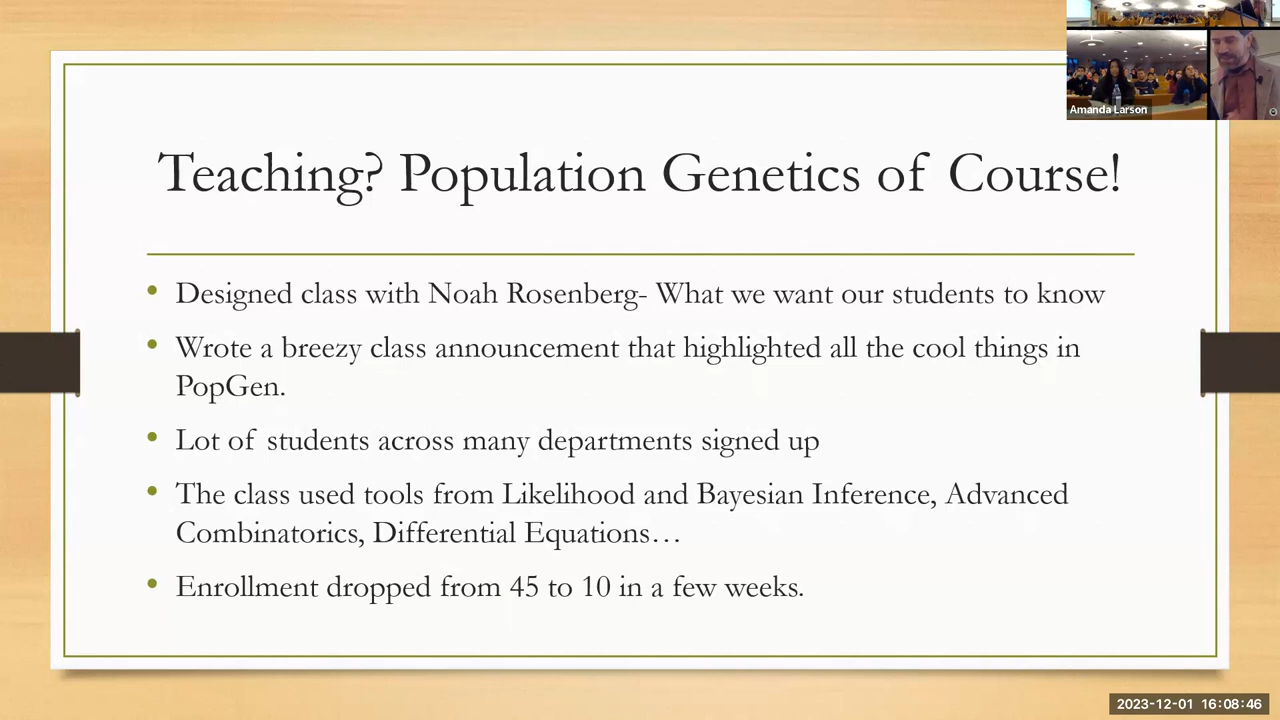 Amanda Larson
Teaching? Population Genetics of Course!
• Designed class with Noah Rosenberg- What we want our students to know
• Wrote a breezy class announcement that highlighted all the cool things in
PopGen.
• Lot of students across many departments signed up
• The class used tools from Likelihood and Bayesian Inference, Advanced
Combinatorics, Differential Equations…
• Enrollment dropped from 45 to 10 in a few weeks.
2023-12-01 16:08:46